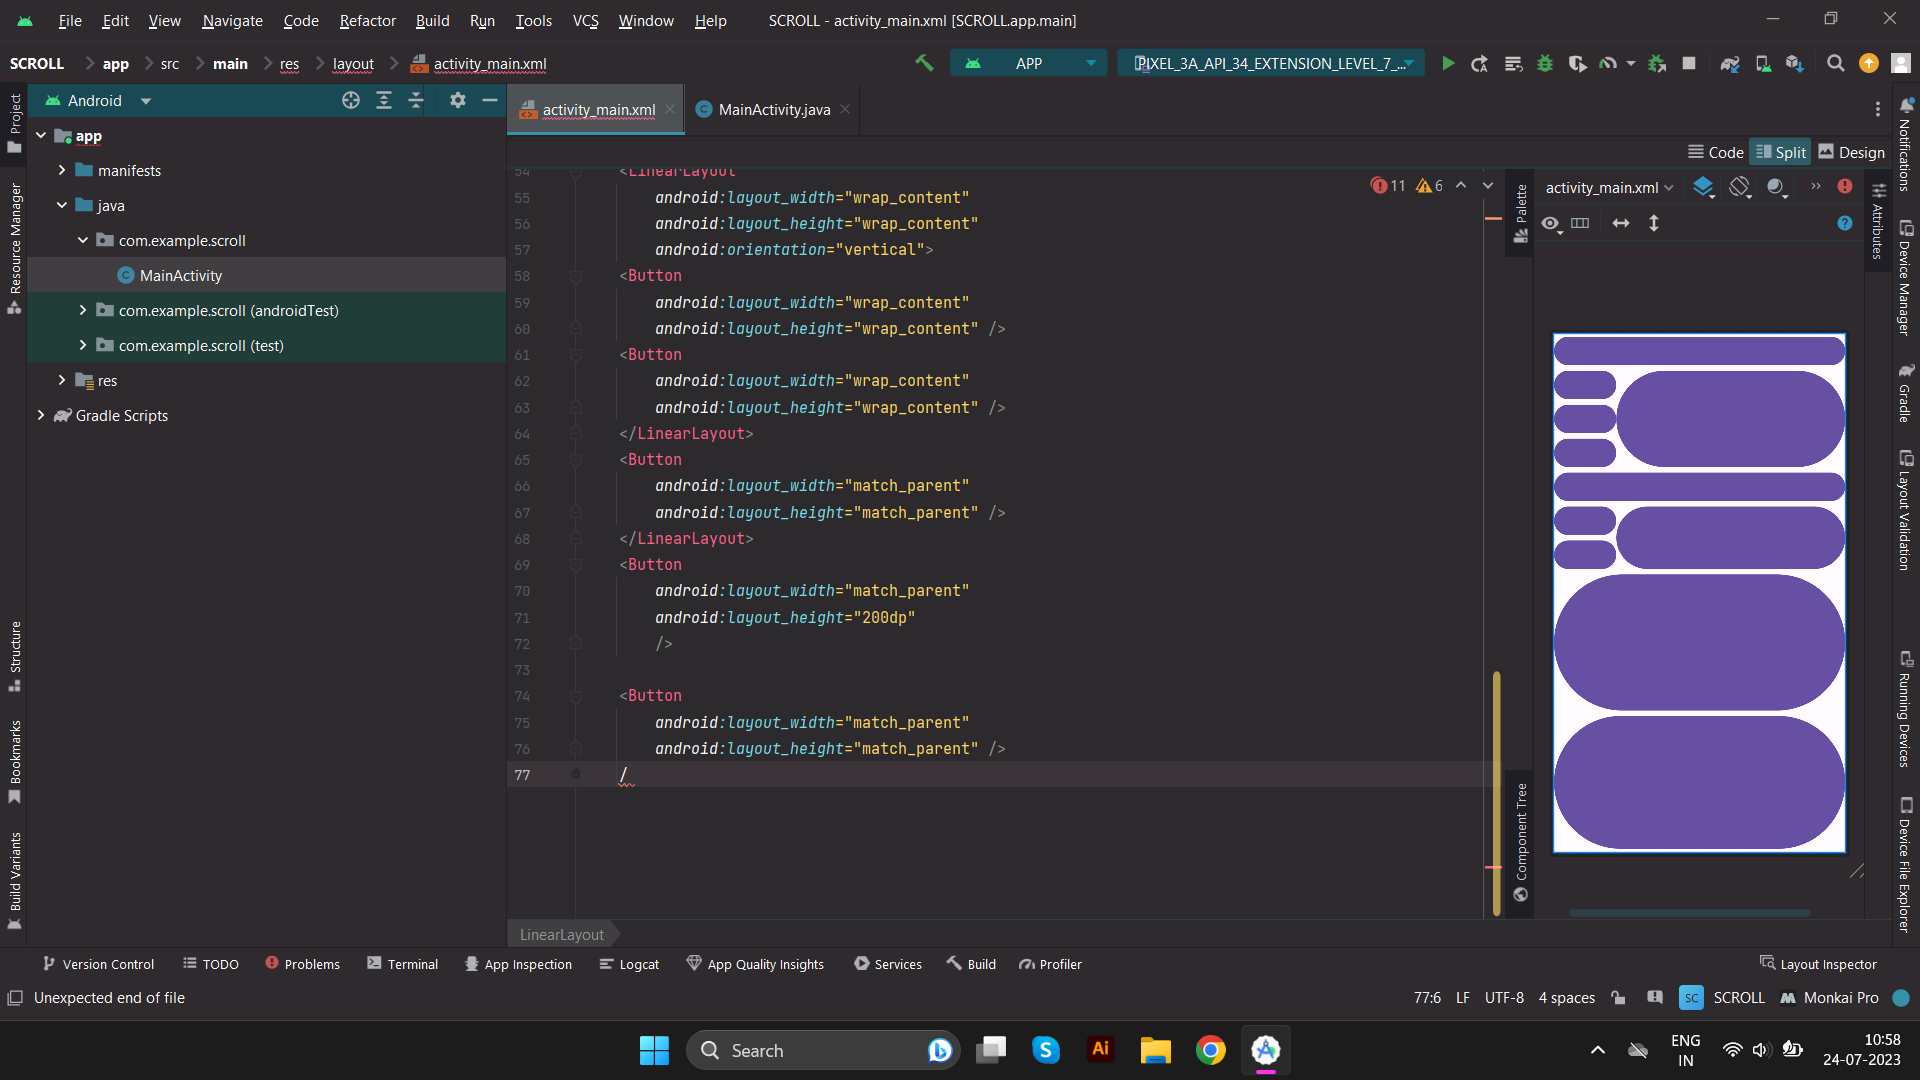 File Edit View Navigate Code Refactor Build Run Tools VCS Window Help SCROLL - activity_main.xml [SCROLL.app.main]
SCROLL app src main res layout activity_main.xml APP PIXEL_3A_API_34_EXTENSION_LEVEL_7_...
Android
activity_main.xml MainActivity.java
Code Split Design
app
manifests
java
com.example.scroll
MainActivity
com.example.scroll (androidTest)
com.example.scroll (test)
res
Gradle Scripts
Project
Resource Manager
Structure
Bookmarks
Build Variants
11 6
54 <LinearLayout
55 android:layout_width="wrap_content"
56 android:layout_height="wrap_content"
57 android:orientation="vertical">
58 <Button
59 android:layout_width="wrap_content"
60 android:layout_height="wrap_content" />
61 <Button
62 android:layout_width="wrap_content"
63 android:layout_height="wrap_content" />
64 </LinearLayout>
65 <Button
66 android:layout_width="match_parent"
67 android:layout_height="match_parent" />
68 </LinearLayout>
69 <Button
70 android:layout_width="match_parent"
71 android:layout_height="200dp"
72 />
73
74 <Button
75 android:layout_width="match_parent"
76 android:layout_height="match_parent" />
77 /
LinearLayout
Palette
Component Tree
activity_main.xml
Attributes
Notifications
Device Manager
Gradle
Layout Validation
Running Devices
Device File Explorer
Version Control TODO Problems Terminal App Inspection Logcat App Quality Insights Services Build Profiler Layout Inspector
Unexpected end of file 77:6 LF UTF-8 4 spaces SC SCROLL Monkai Pro
Search Ai ENG 10:58
IN 24-07-2023